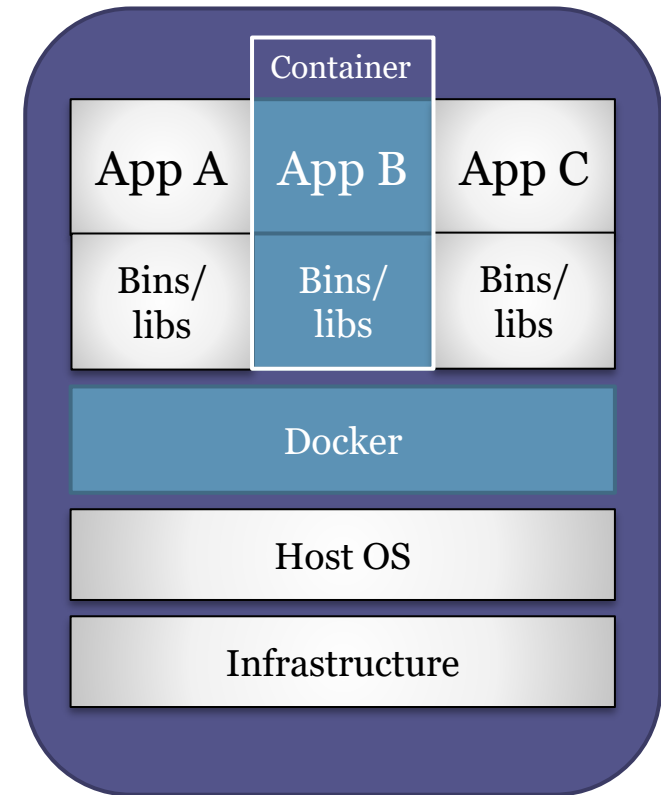 Container
App A
App B
App C
Bins/
libs
Bins/
libs
Bins/
libs
Docker
Host OS
Infrastructure